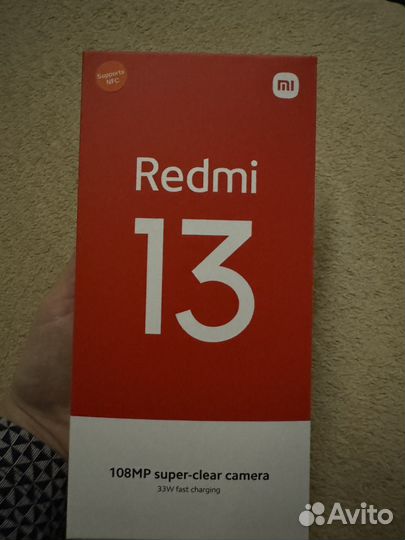 Supports
NFC
mi
Redmi
13
108MP super-clear camera
33W fast charging
Avito